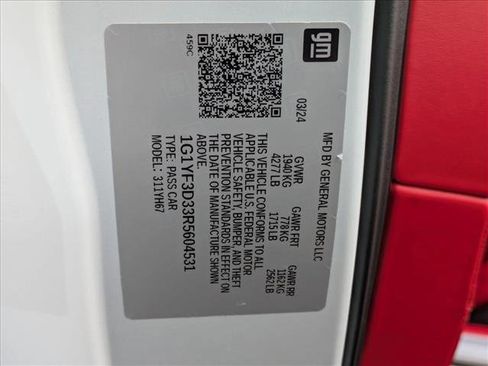 gm
459C
MFD BY GENERAL MOTORS LLC
03/24
GVWR GAWR FRT GAWR RR
1940 KG 778 KG 1162 KG
4277 LB 1715 LB 2562 LB
THIS VEHICLE CONFORMS TO ALL
APPLICABLE U.S. FEDERAL MOTOR
VEHICLE SAFETY, BUMPER, AND THEFT
PREVENTION STANDARDS IN EFFECT ON
THE DATE OF MANUFACTURE SHOWN
ABOVE.
1G1YF3D33R5604531
TYPE: PASS CAR
MODEL: 311YH67